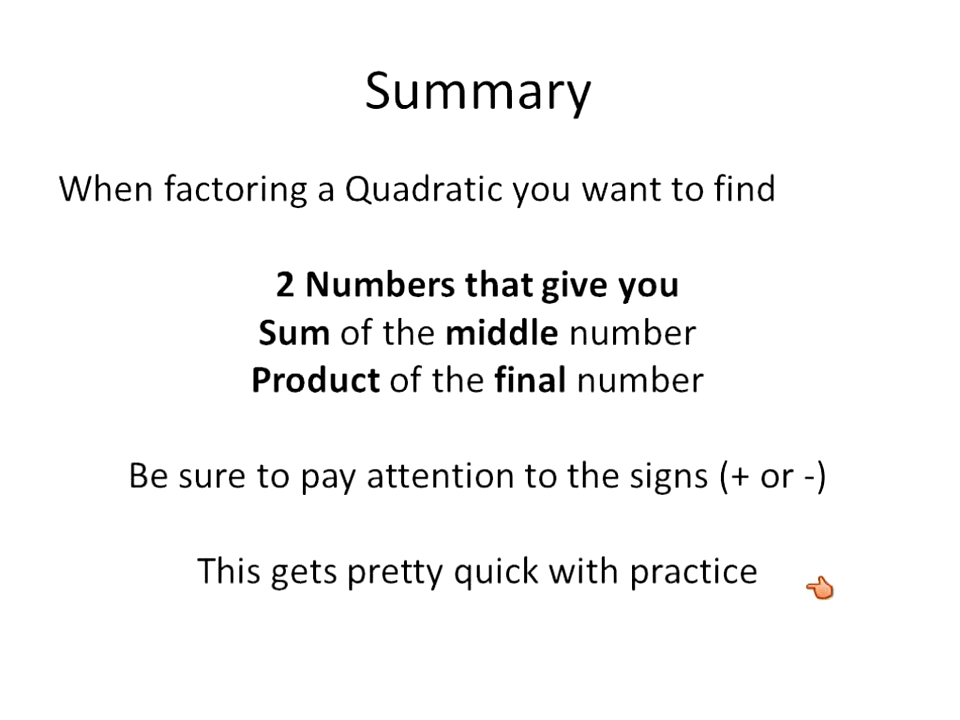 Summary
When factoring a Quadratic you want to find
2 Numbers that give you
Sum of the middle number
Product of the final number
Be sure to pay attention to the signs (+ or -)
This gets pretty quick with practice